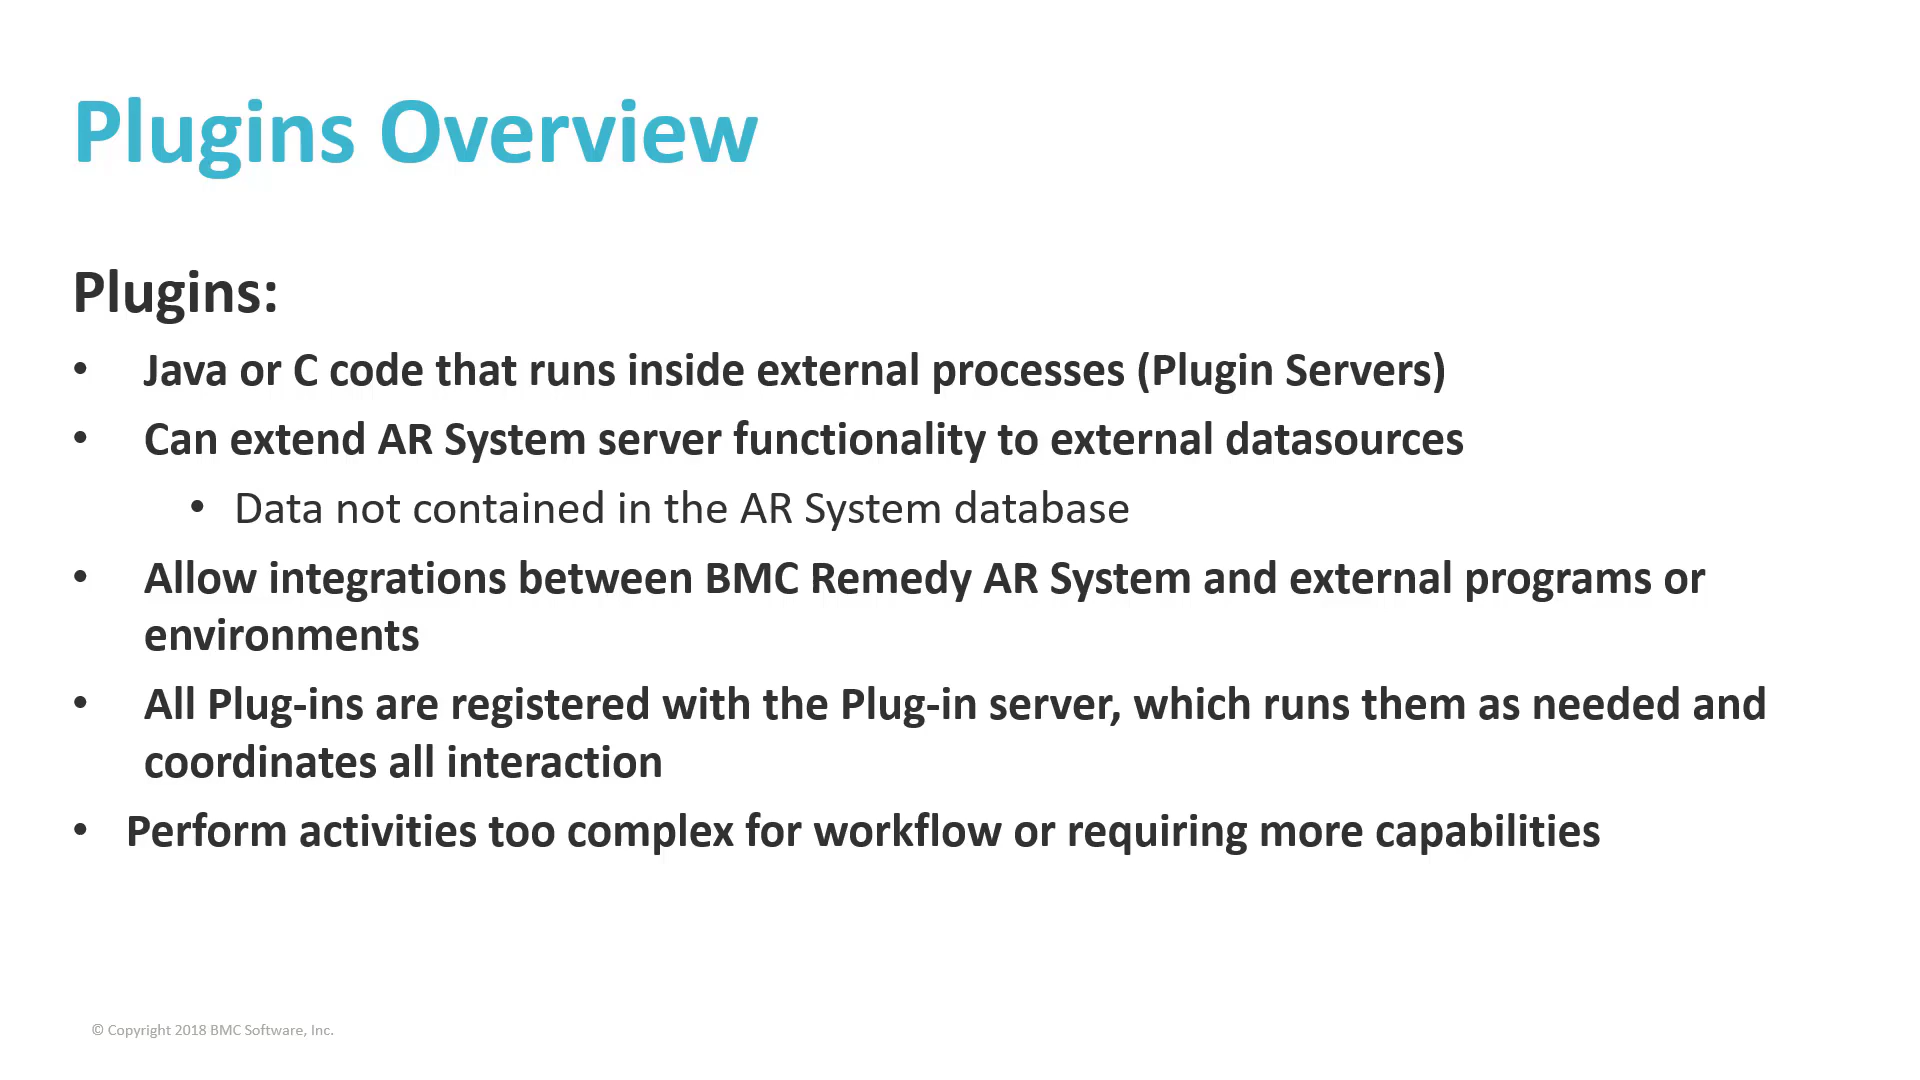 Plugins Overview
Plugins:
• Java or C code that runs inside external processes (Plugin Servers)
• Can extend AR System server functionality to external datasources
• Data not contained in the AR System database
• Allow integrations between BMC Remedy AR System and external programs or
environments
• All Plug-ins are registered with the Plug-in server, which runs them as needed and
coordinates all interaction
• Perform activities too complex for workflow or requiring more capabilities
© Copyright 2018 BMC Software, Inc.